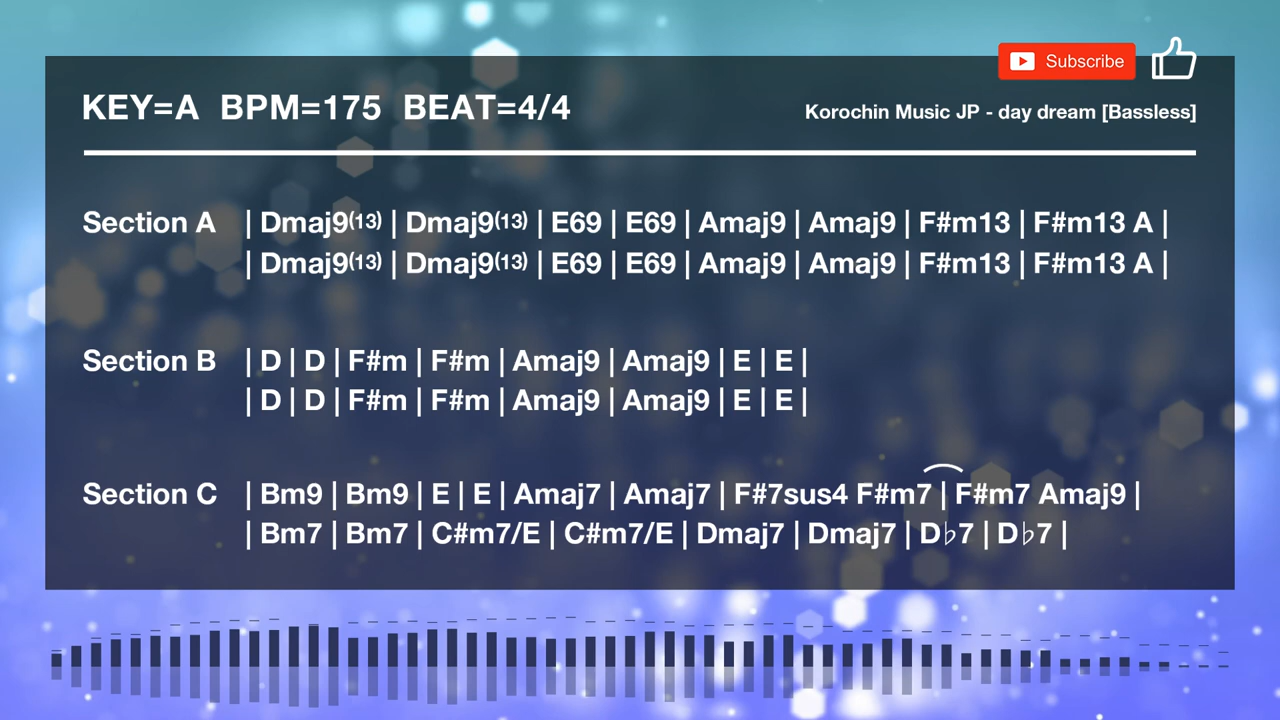 Subscribe
KEY=A BPM=175 BEAT=4/4
Korochin Music JP - day dream [Bassless]
Section A | Dmaj9(13) | Dmaj9(13) | E69 | E69 | Amaj9 | Amaj9 | F#m13 | F#m13 A |
| Dmaj9(13) | Dmaj9(13) | E69 | E69 | Amaj9 | Amaj9 | F#m13 | F#m13 A |
Section B | D | D | F#m | F#m | Amaj9 | Amaj9 | E | E |
| D | D | F#m | F#m | Amaj9 | Amaj9 | E | E |
Section C | Bm9 | Bm9 | E | E | Amaj7 | Amaj7 | F#7sus4 F#m7 | F#m7 Amaj9 |
| Bm7 | Bm7 | C#m7/E | C#m7/E | Dmaj7 | Dmaj7 | D♭7 | D♭7 |